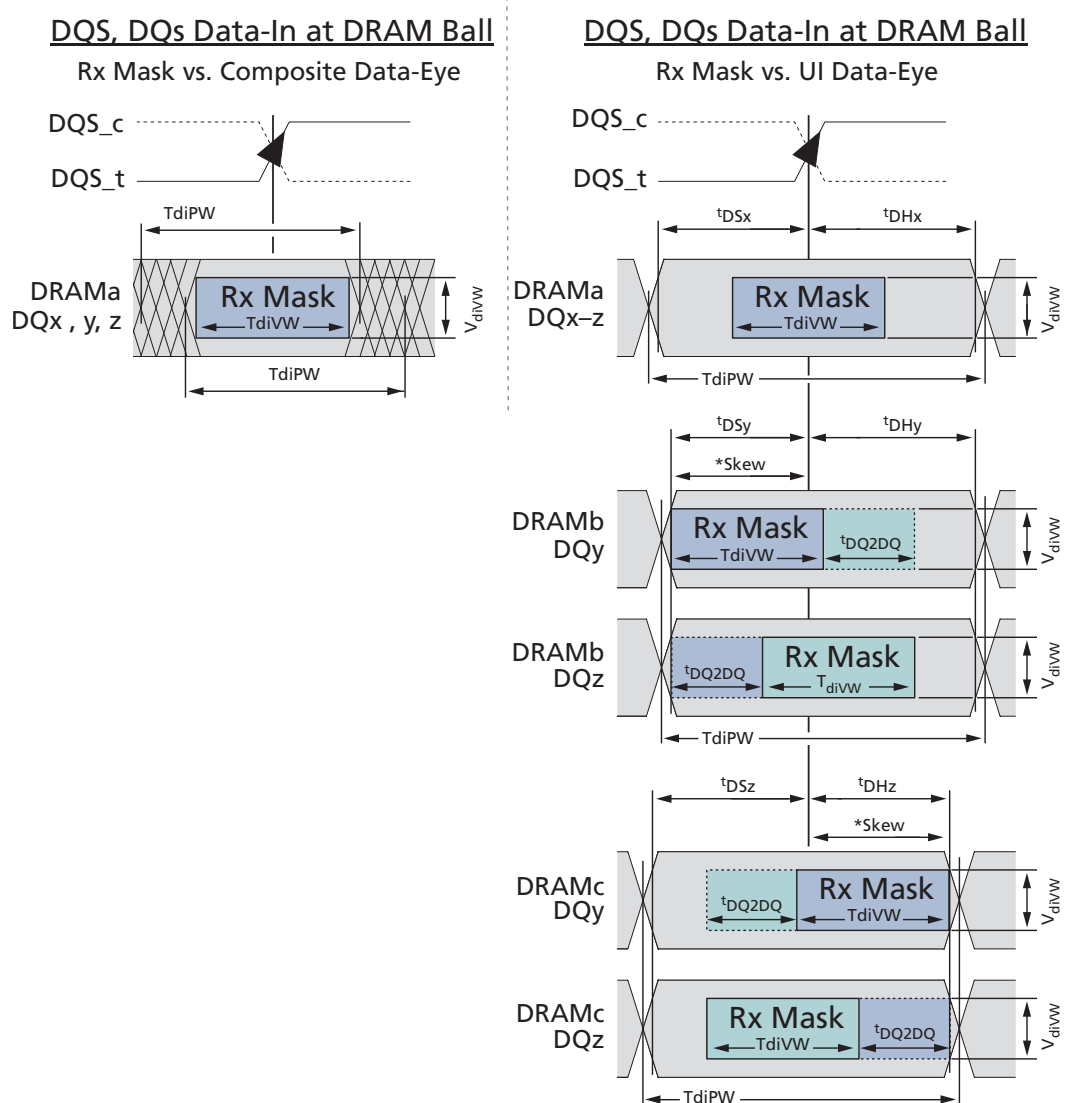 DQS, DQs Data-In at DRAM Ball
Rx Mask vs. Composite Data-Eye
DQS_c
DQS_t
TdiPW
DRAMa
DQx , y, z
Rx Mask
TdiVW
VdiVW
TdiPW
DQS, DQs Data-In at DRAM Ball
Rx Mask vs. UI Data-Eye
DQS_c
DQS_t
tDSx
tDHx
DRAMa
DQx–z
Rx Mask
TdiVW
VdiVW
TdiPW
tDSy
tDHy
*Skew
DRAMb
DQy
Rx Mask
TdiVW
tDQ2DQ
VdiVW
DRAMb
DQz
tDQ2DQ
Rx Mask
TdiVW
VdiVW
TdiPW
tDSz
tDHz
*Skew
DRAMc
DQy
tDQ2DQ
Rx Mask
TdiVW
VdiVW
DRAMc
DQz
Rx Mask
TdiVW
tDQ2DQ
VdiVW
TdiPW